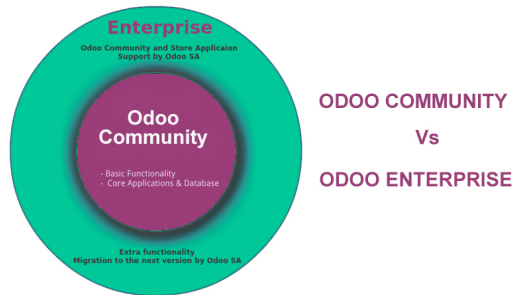 Enterprise
Odoo Community and Store Applicaion
Support by Odoo SA
Odoo
Community
- Basic Functionality
- Core Applications & Database
Extra functionality
Migration to the next version by Odoo SA
ODOO COMMUNITY
Vs
ODOO ENTERPRISE